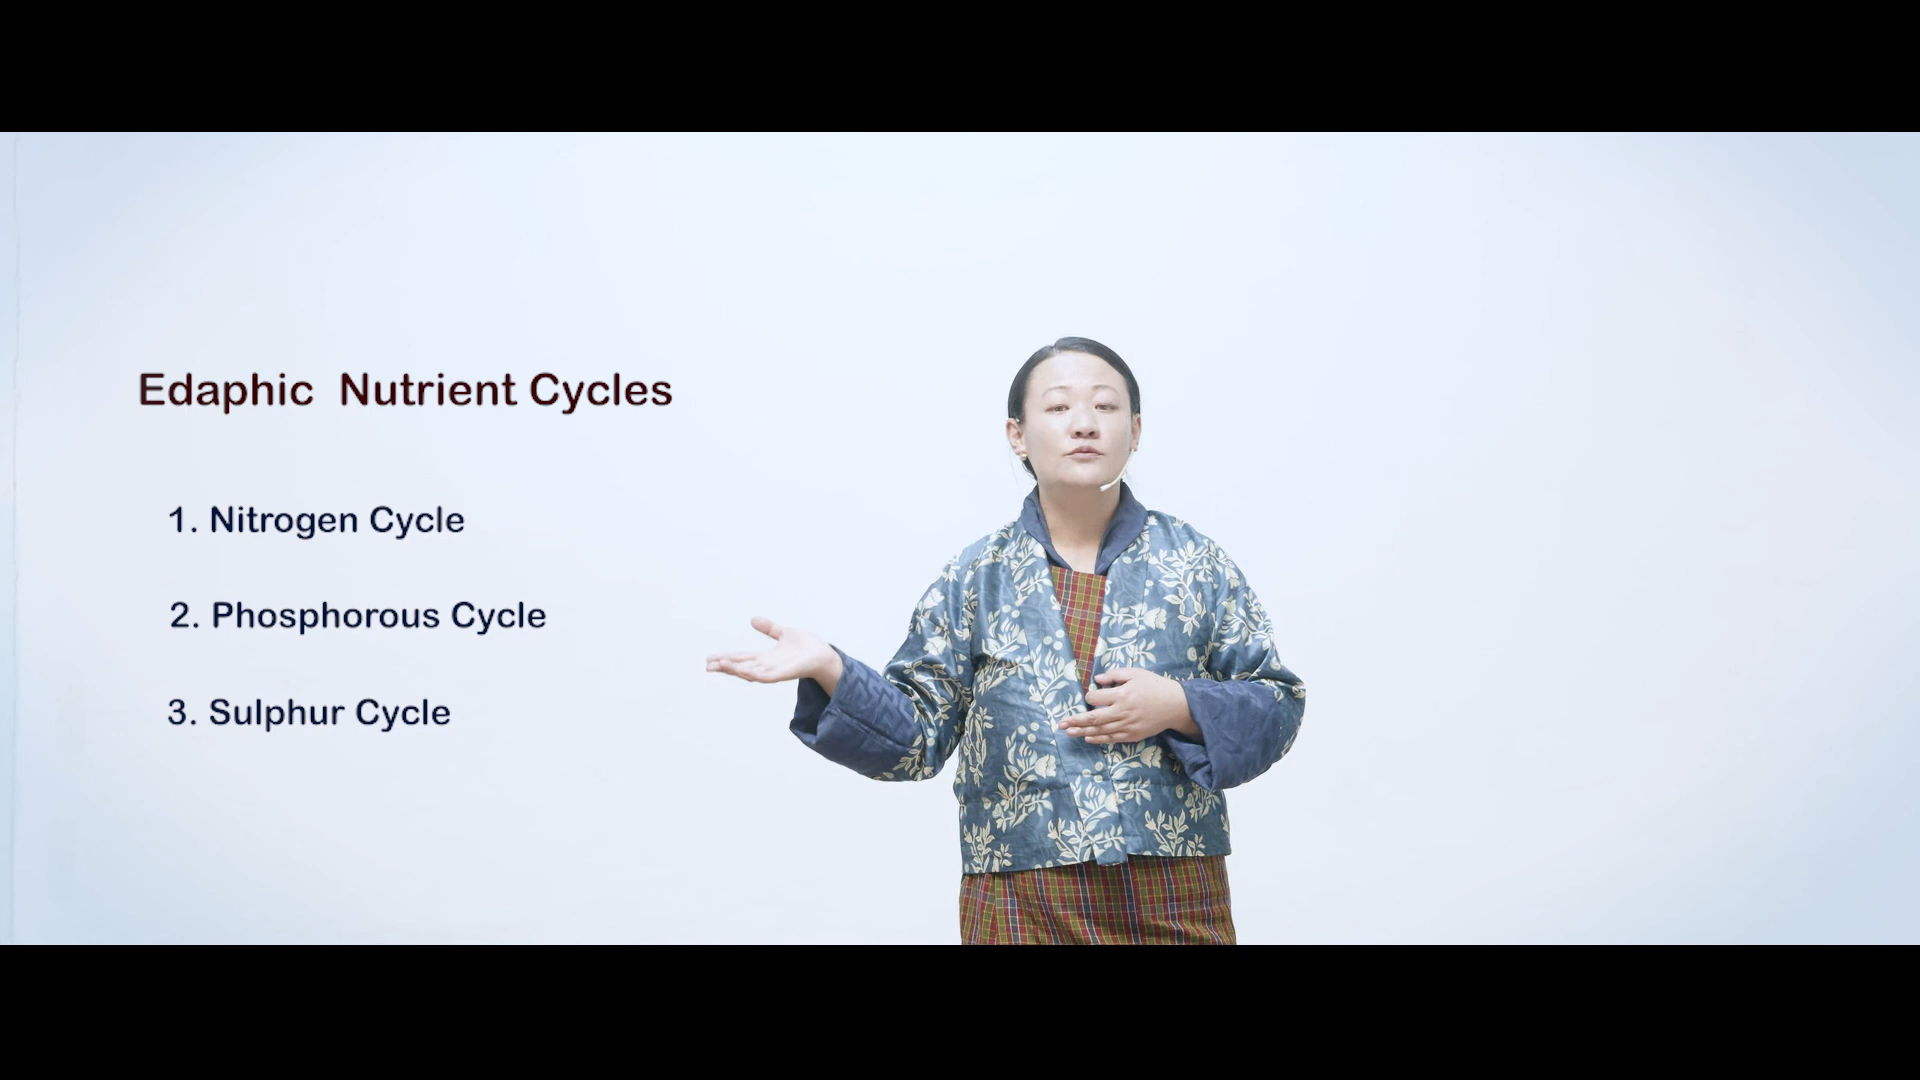 Edaphic Nutrient Cycles
1. Nitrogen Cycle
2. Phosphorous Cycle
3. Sulphur Cycle